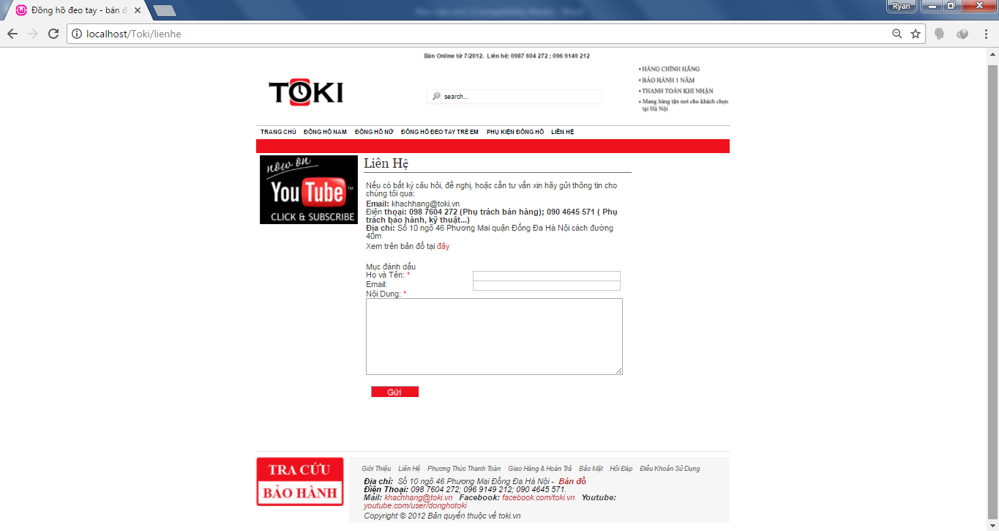 Đồng hồ đeo tay - bán đ
Ryan
localhost/Toki/lienhe
Bán Online từ 7/2012. Liên hệ: 0987 604 272 ; 096 9149 212
TOKI
search...
• HÀNG CHÍNH HÃNG
• BẢO HÀNH 1 NĂM
• THANH TOÁN KHI NHẬN
• Mang hàng tận nơi cho khách chọn
tại Hà Nội
TRANG CHỦ ĐỒNG HỒ NAM ĐỒNG HỒ NỮ ĐỒNG HỒ ĐEO TAY TRẺ EM PHỤ KIỆN ĐỒNG HỒ LIÊN HỆ
now on
YouTube™
CLICK & SUBSCRIBE
Liên Hệ
Nếu có bất kỳ câu hỏi, đề nghị, hoặc cần tư vấn xin hãy gửi thông tin cho
chúng tôi qua:
Email: khachhang@toki.vn
Điện thoại: 098 7604 272 (Phụ trách bán hàng); 090 4645 571 ( Phụ
trách bảo hành, kỹ thuật...)
Địa chỉ: Số 10 ngõ 46 Phương Mai quận Đống Đa Hà Nội cách đường
40m
Xem trên bản đồ tại đây
Mục đánh dấu
Họ và Tên: *
Email:
Nội Dung: *
Gửi
TRA CỨU
BẢO HÀNH
Giới Thiệu Liên Hệ Phương Thức Thanh Toán Giao Hàng & Hoàn Trả Bảo Mật Hỏi Đáp Điều Khoản Sử Dụng
Địa chỉ: Số 10 ngõ 46 Phương Mai Đống Đa Hà Nội - Bản đồ
Điện Thoại: 098 7604 272; 096 9149 212; 090 4645 571.
Mail: khachhang@toki.vn Facebook: facebook.com/toki.vn Youtube:
youtube.com/user/donghotoki
Copyright © 2012 Bản quyền thuộc về toki.vn